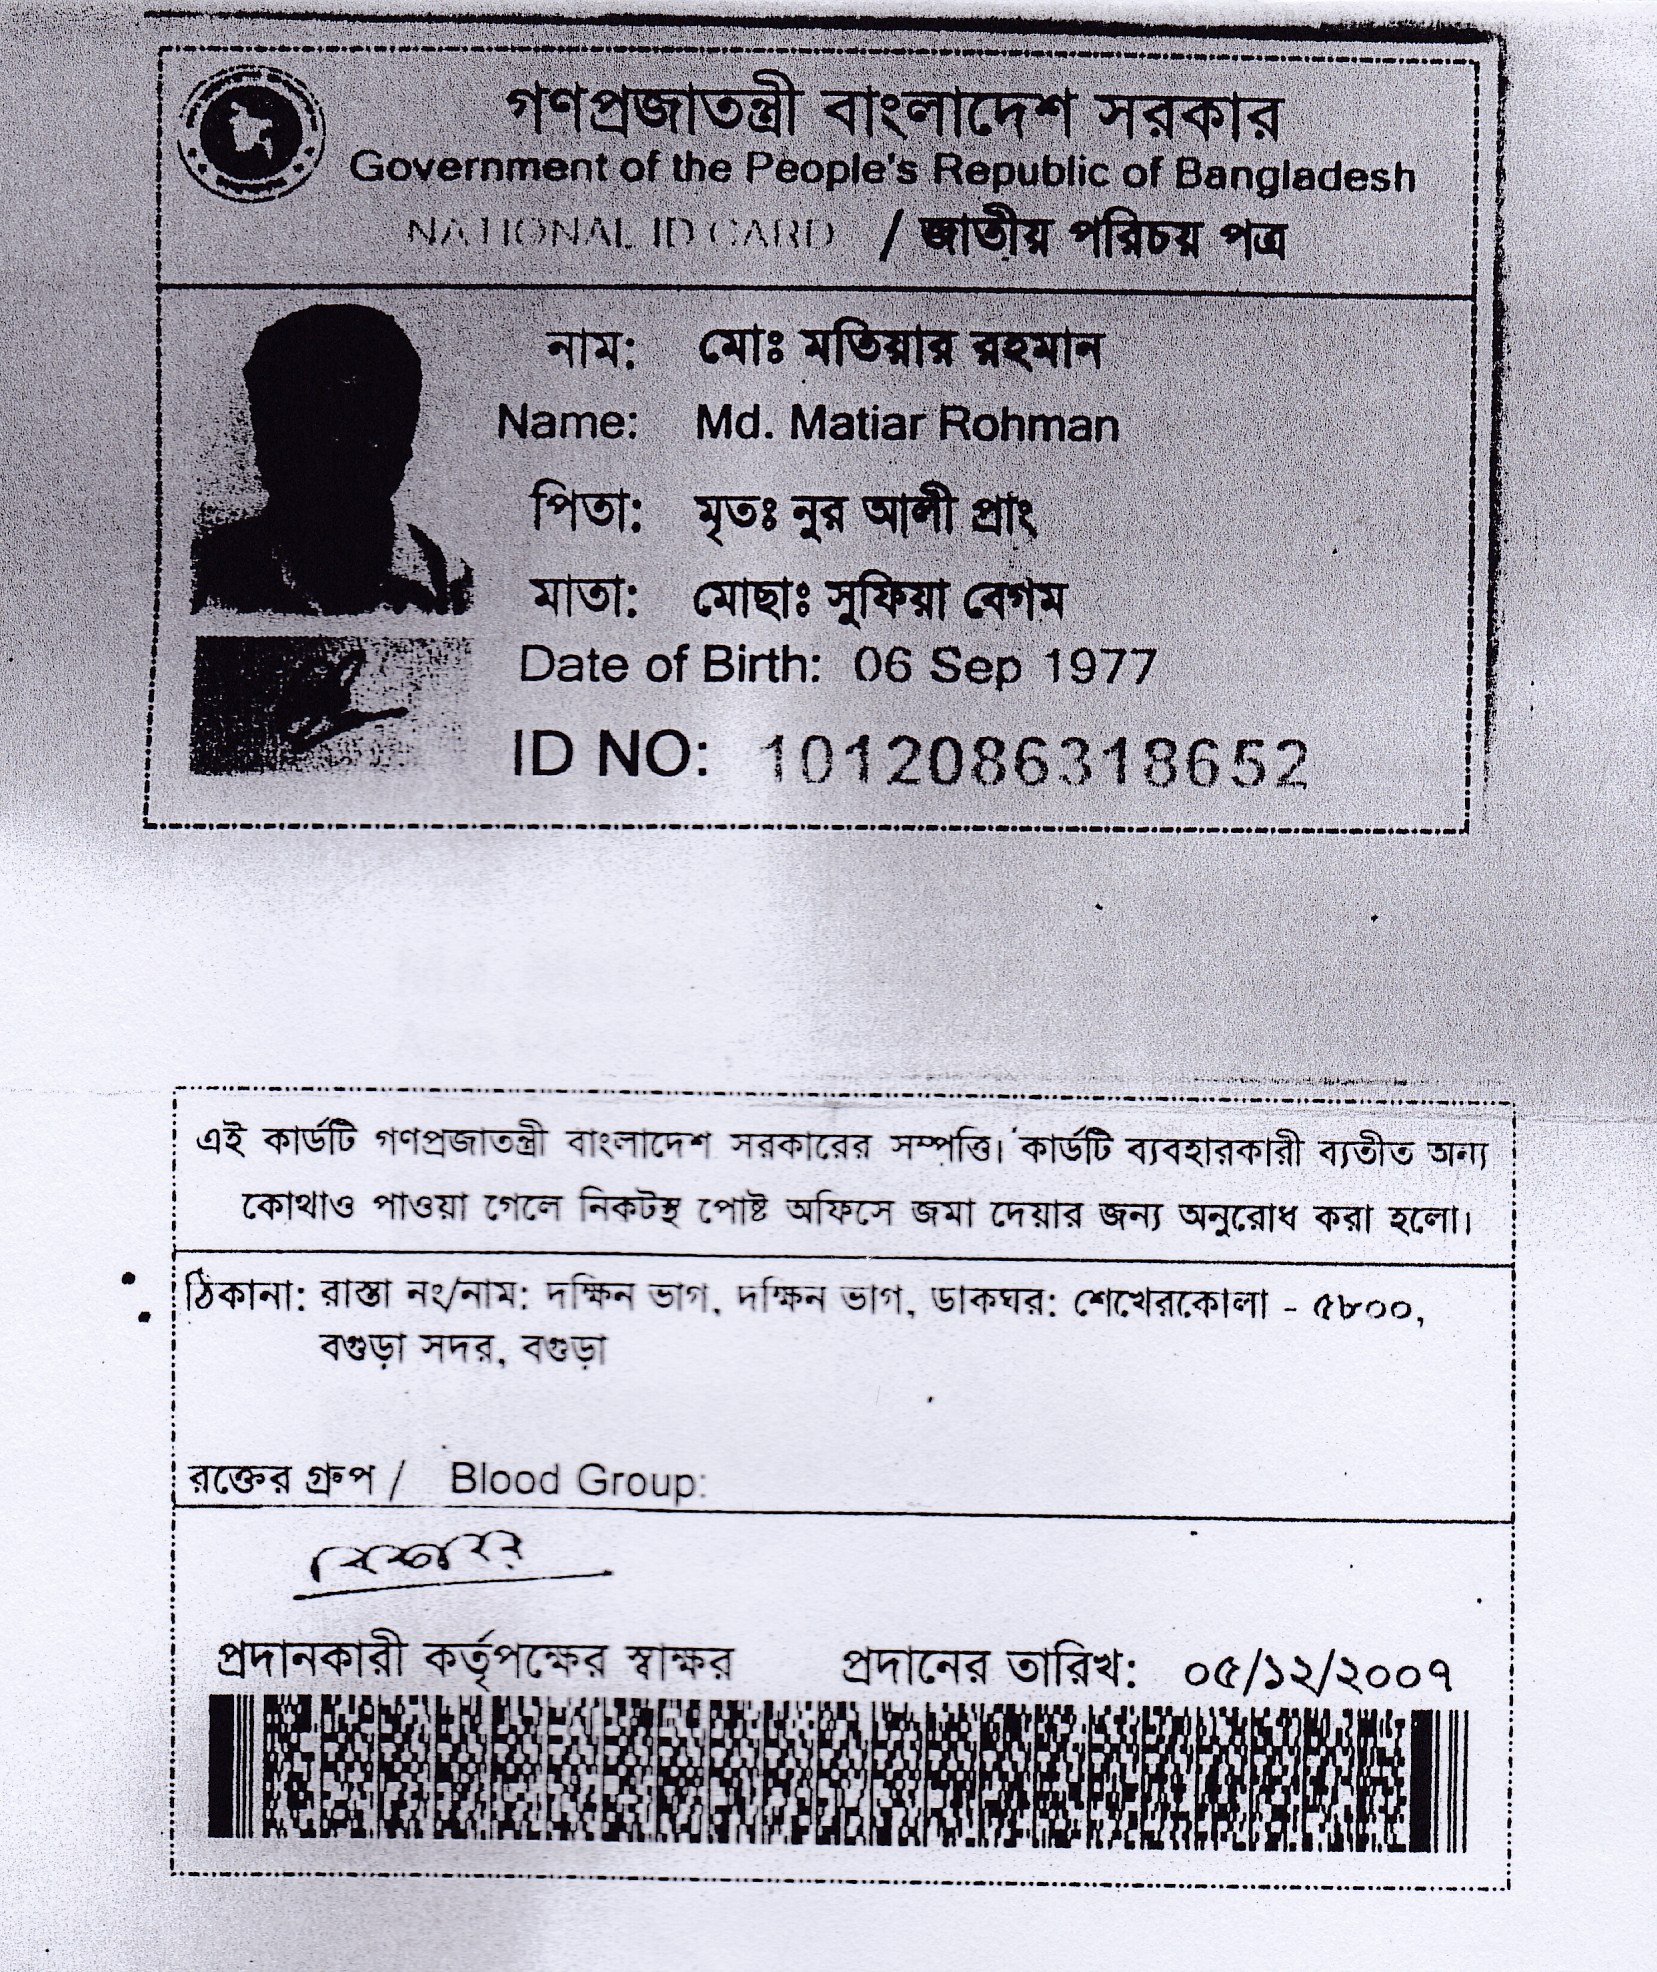 গণপ্রজাতন্ত্রী বাংলাদেশ সরকার
Government of the People's Republic of Bangladesh
NATIONAL ID CARD / জাতীয় পরিচয় পত্র
নাম: মোঃ মতিয়ার রহমান
Name: Md. Matiar Rohman
পিতা: মৃতঃ নুর আলী প্রাং
মাতা: মোছাঃ সুফিয়া বেগম
Date of Birth: 06 Sep 1977
ID NO: 1012086318652
এই কার্ডটি গণপ্রজাতন্ত্রী বাংলাদেশ সরকারের সম্পত্তি। কার্ডটি ব্যবহারকারী ব্যতীত অন্য
কোথাও পাওয়া গেলে নিকটস্থ পোষ্ট অফিসে জমা দেয়ার জন্য অনুরোধ করা হলো।
ঠিকানা: রাস্তা নং/নাম: দক্ষিন ভাগ, দক্ষিন ভাগ, ডাকঘর: শেখেরকোলা - ৫৮০০,
বগুড়া সদর, বগুড়া
রক্তের গ্রুপ / Blood Group:
প্রদানকারী কর্তৃপক্ষের স্বাক্ষর প্রদানের তারিখ: ০৫/১২/২০০৭